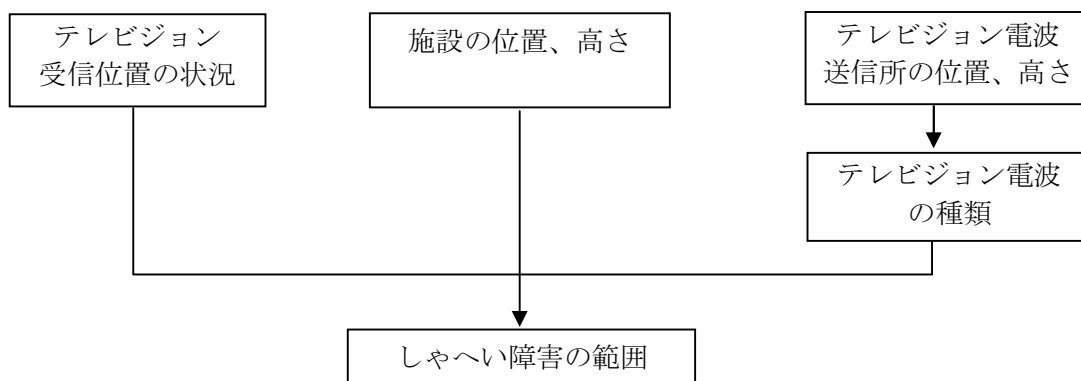 テレビジョン
受信位置の状況
施設の位置、高さ
テレビジョン電波
送信所の位置、高さ
テレビジョン電波
の種類
しゃへい障害の範囲